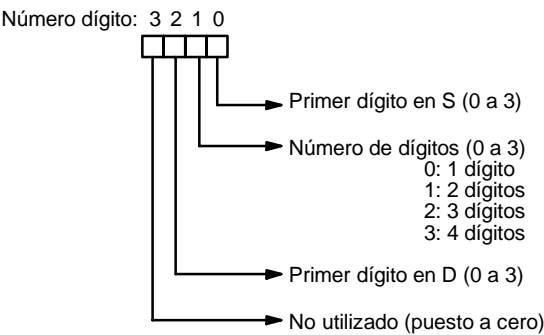 Número dígito: 3 2 1 0
Primer dígito en S (0 a 3)
Número de dígitos (0 a 3)
0: 1 dígito
1: 2 dígitos
2: 3 dígitos
3: 4 dígitos
Primer dígito en D (0 a 3)
No utilizado (puesto a cero)